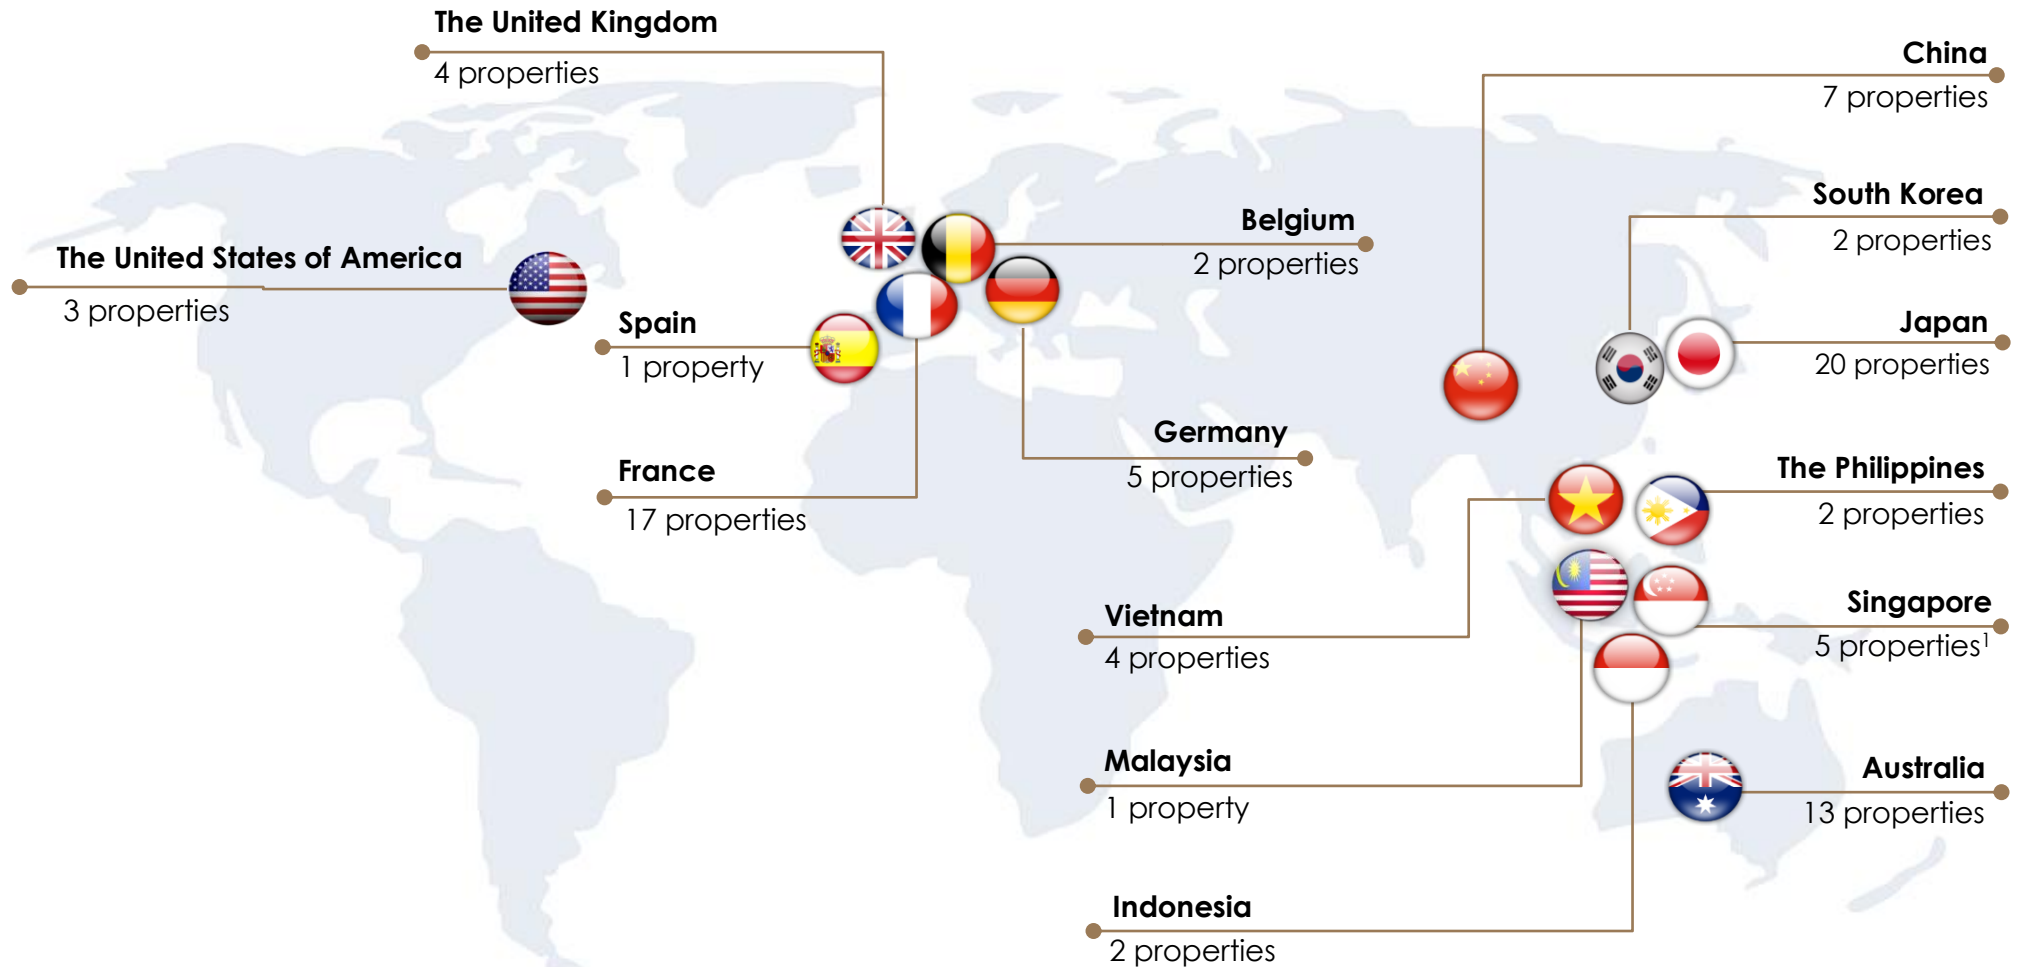 The United Kingdom
4 properties
China
7 properties
South Korea
2 properties
Belgium
2 properties
The United States of America
3 properties
Spain
1 property
Japan
20 properties
Germany
5 properties
France
17 properties
The Philippines
2 properties
Vietnam
4 properties
Singapore
5 properties¹
Malaysia
1 property
Australia
13 properties
Indonesia
2 properties